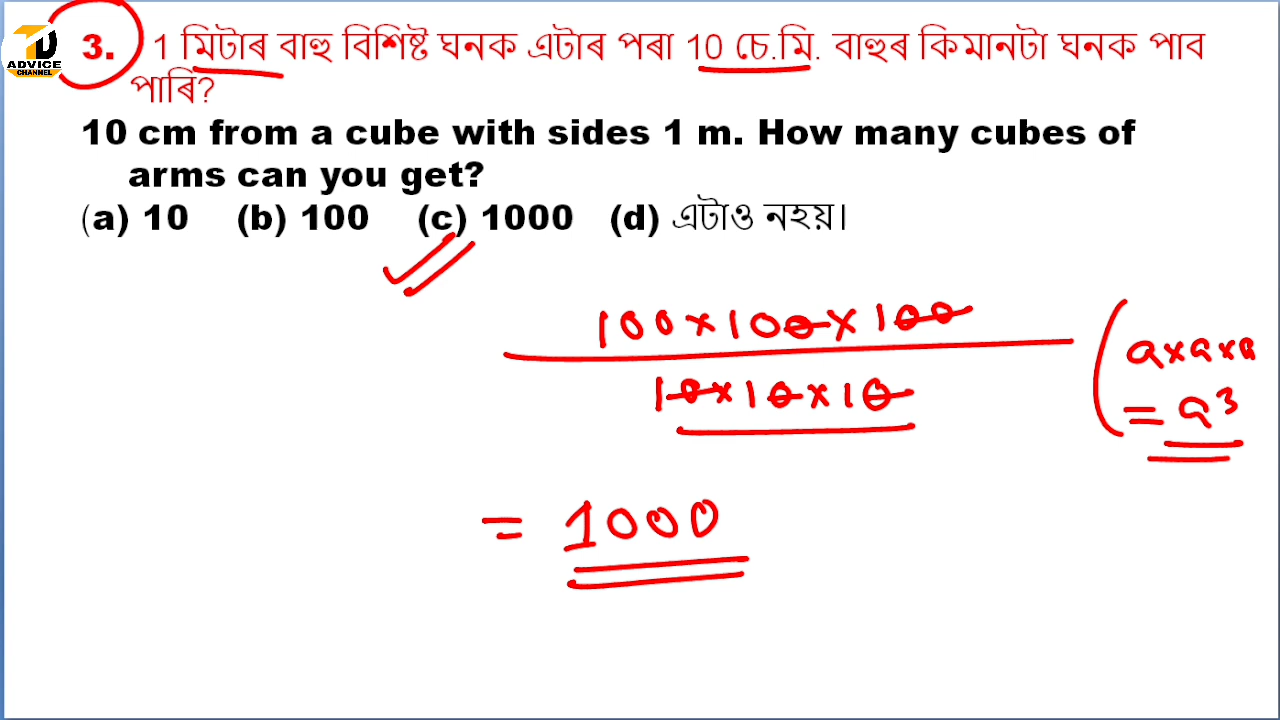 TD
ADVICE
CHANNEL
3. 1 মিটাৰ বাহু বিশিষ্ট ঘনক এটাৰ পৰা 10 চে.মি. বাহুৰ কিমানটা ঘনক পাব
পাৰি?
10 cm from a cube with sides 1 m. How many cubes of
arms can you get?
(a) 10 (b) 100 (c) 1000 (d) এটাও নহয়।
100×100×100
10×10×10
(a×a×a
= a³
= 1000